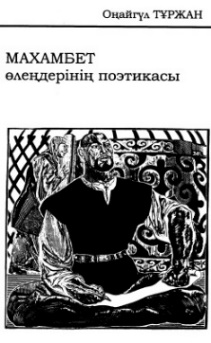 Оңайгүл ТҰРЖАН
МАХАМБЕТ
өлеңдерінің поэтикасы